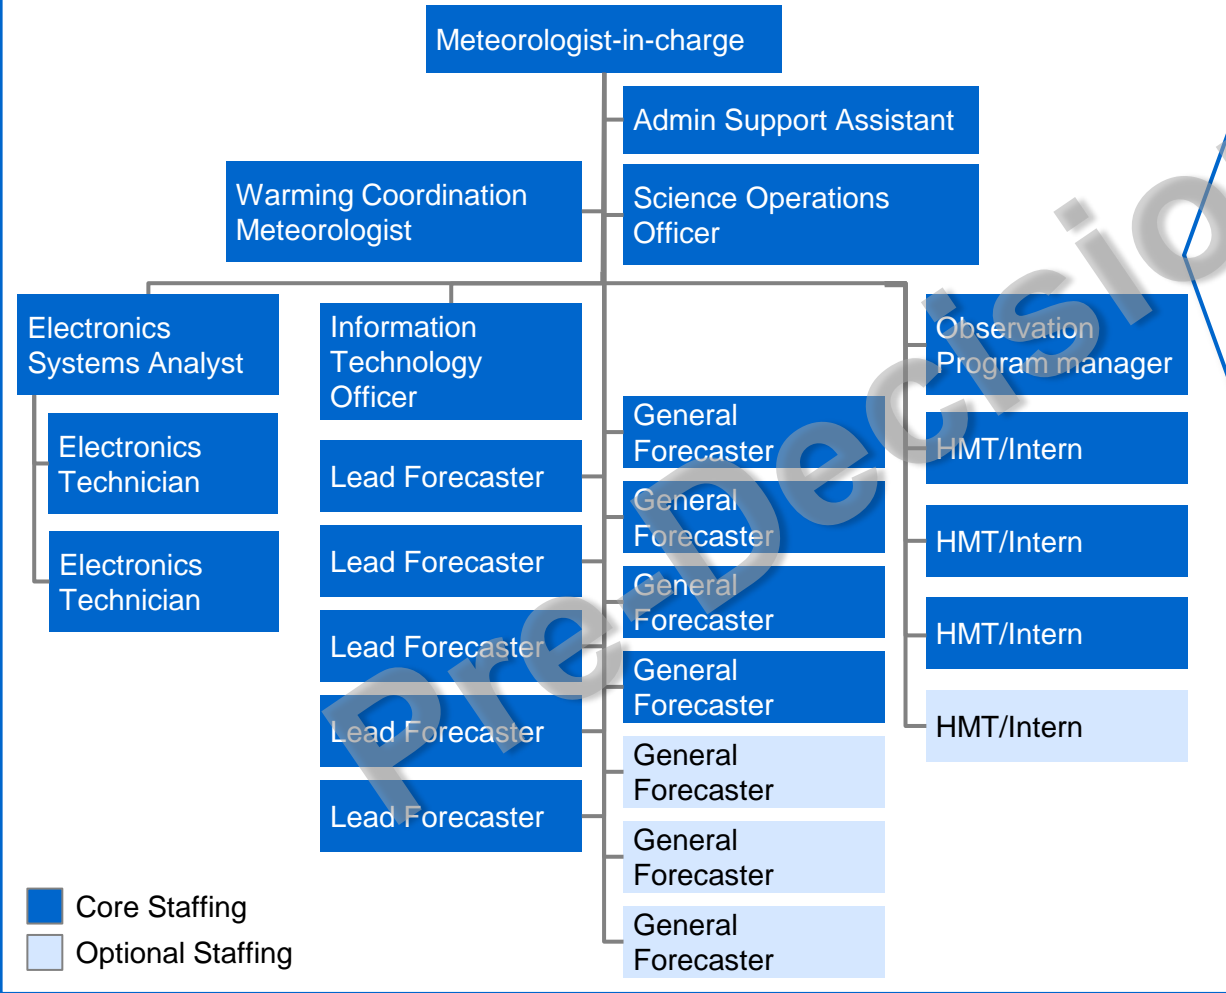 Meteorologist-in-charge
Admin Support Assistant
Warming Coordination
Meteorologist
Science Operations
Officer
Electronics
Systems Analyst
Electronics
Technician
Electronics
Technician
Information
Technology
Officer
Lead Forecaster
Lead Forecaster
Lead Forecaster
Lead Forecaster
Lead Forecaster
General
Forecaster
General
Forecaster
General
Forecaster
General
Forecaster
General
Forecaster
General
Forecaster
General
Forecaster
Observation
Program manager
HMT/Intern
HMT/Intern
HMT/Intern
HMT/Intern
Core Staffing
Optional Staffing
Pre-Decisio